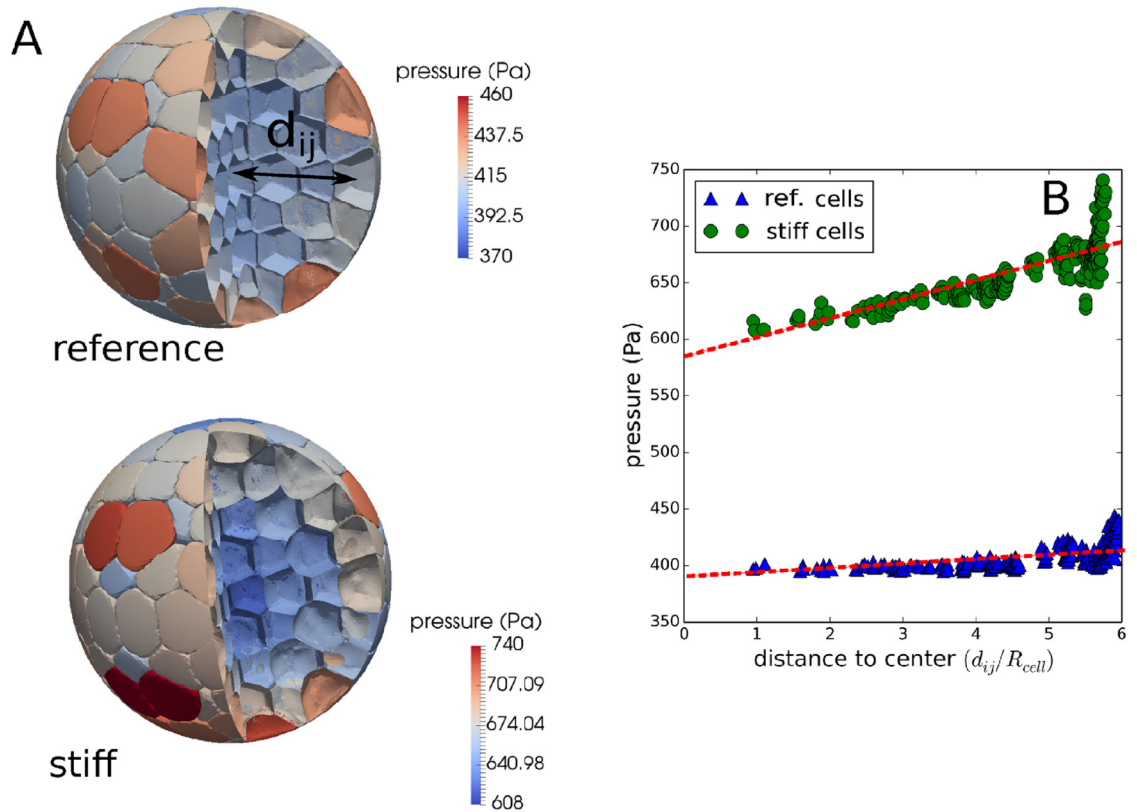 A
pressure (Pa)
460
437.5
415
392.5
370
d_ij
reference
pressure (Pa)
740
707.09
674.04
640.98
608
stiff
B
ref. cells
stiff cells
750
700
650
600
550
500
450
400
350
pressure (Pa)
0 1 2 3 4 5 6
distance to center (d_ij/R_cell)